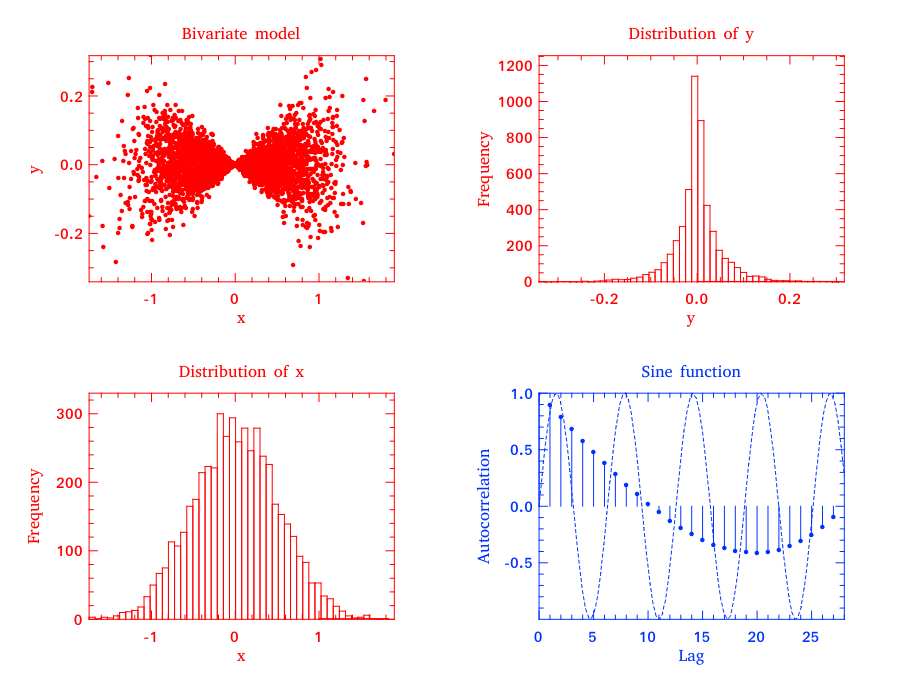 Bivariate model
0.2
0.0
-0.2
y
-1 0 1
x
Distribution of y
1200
1000
800
600
400
200
0
Frequency
-0.2 0.0 0.2
y
Distribution of x
300
200
100
0
Frequency
-1 0 1
x
Sine function
1.0
0.5
0.0
-0.5
Autocorrelation
0 5 10 15 20 25
Lag